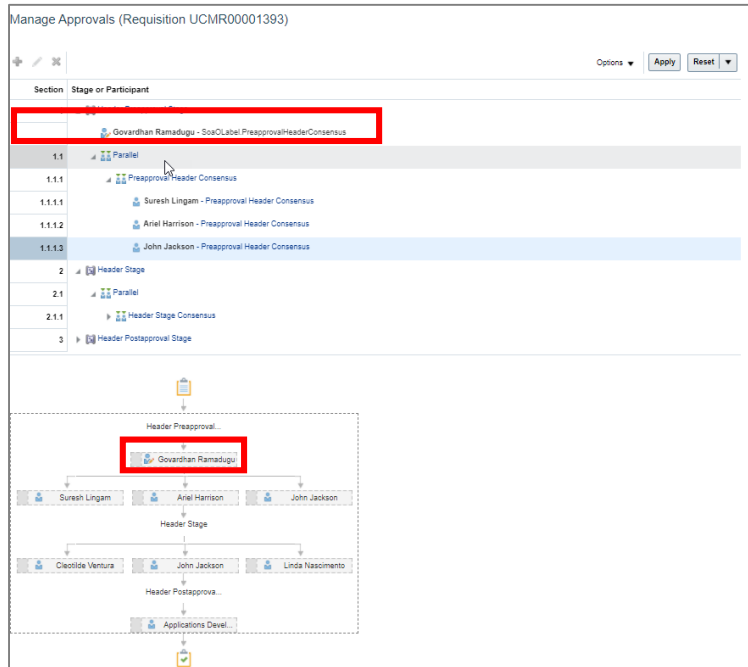 Manage Approvals (Requisition UCMR00001393)
Options Apply Reset
Section Stage or Participant
Govardhan Ramadugu - SoaOLabel.PreapprovalHeaderConsensus
1.1 Parallel
1.1.1 Preapproval Header Consensus
1.1.1.1 Suresh Lingam - Preapproval Header Consensus
1.1.1.2 Ariel Harrison - Preapproval Header Consensus
1.1.1.3 John Jackson - Preapproval Header Consensus
2 Header Stage
2.1 Parallel
2.1.1 Header Stage Consensus
3 Header Postapproval Stage
Header Preapproval...
Govardhan Ramadugu
Suresh Lingam Ariel Harrison John Jackson
Header Stage
Cleotilde Ventura John Jackson Linda Nascimento
Header Postapprova...
Applications Devel...